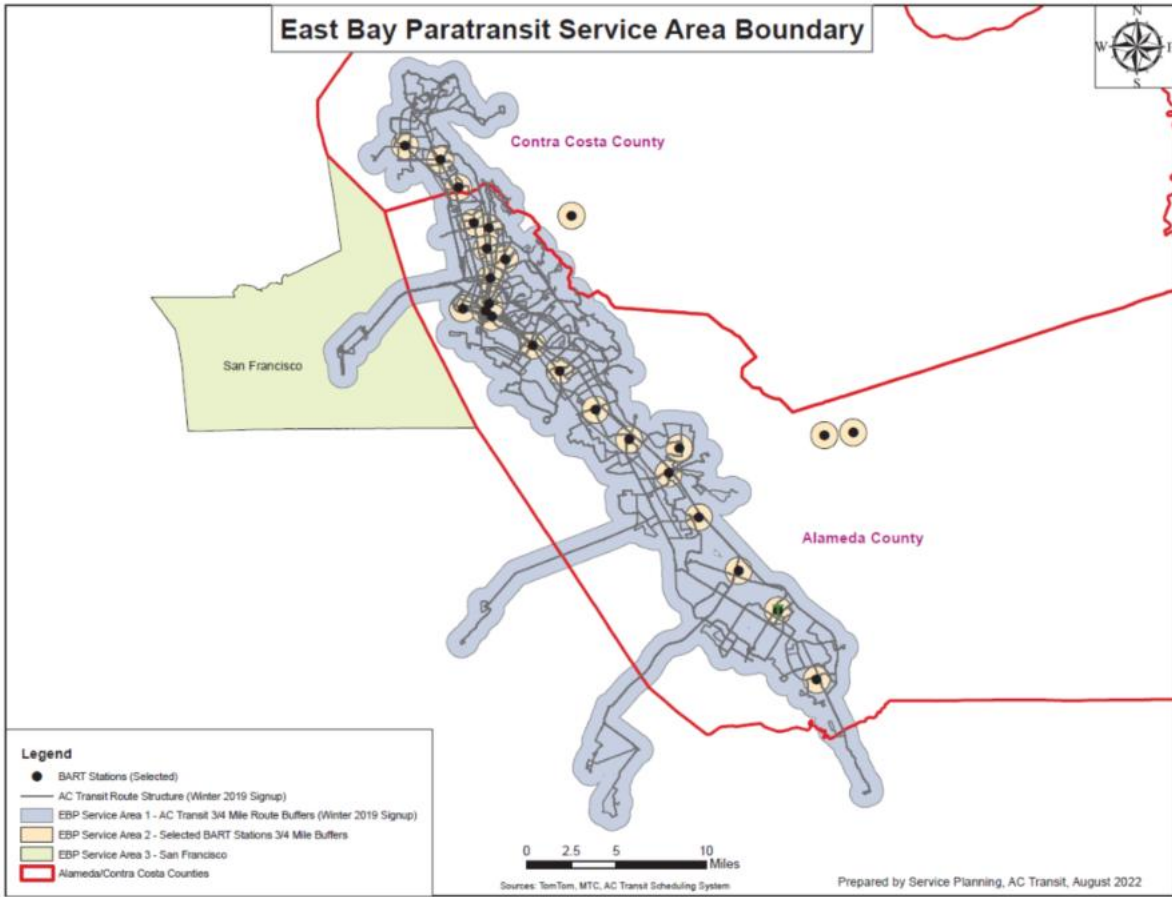 East Bay Paratransit Service Area Boundary
N
W
E
S
Contra Costa County
San Francisco
Alameda County
Legend
BART Stations (Selected)
AC Transit Route Structure (Winter 2019 Signup)
EBP Service Area 1 - AC Transit 3/4 Mile Route Buffers (Winter 2019 Signup)
EBP Service Area 2 - Selected BART Stations 3/4 Mile Buffers
EBP Service Area 3 - San Francisco
Alameda/Contra Costa Counties
0 2.5 5 10
Miles
Sources: TomTom, MTC, AC Transit Scheduling System
Prepared by Service Planning, AC Transit, August 2022